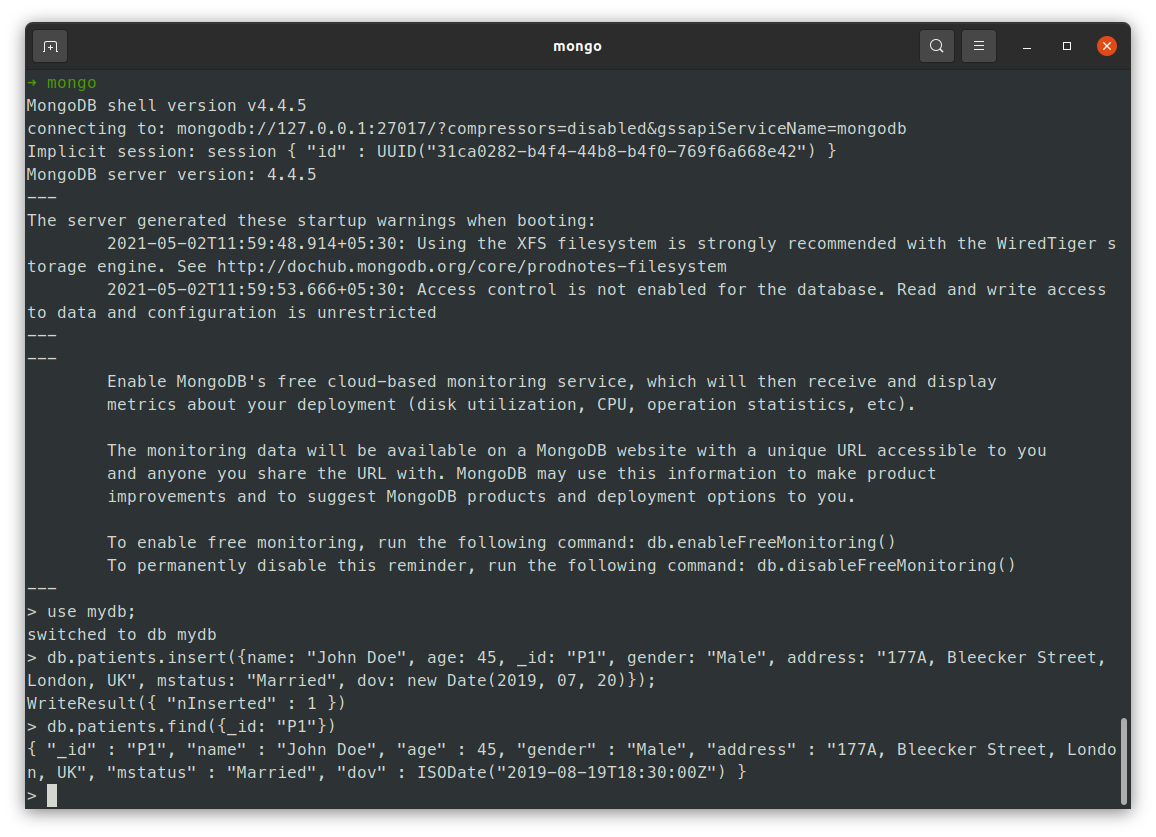 mongo
➜ mongo
MongoDB shell version v4.4.5
connecting to: mongodb://127.0.0.1:27017/?compressors=disabled&gssapiServiceName=mongodb
Implicit session: session { "id" : UUID("31ca0282-b4f4-44b8-b4f0-769f6a668e42") }
MongoDB server version: 4.4.5
---
The server generated these startup warnings when booting:
        2021-05-02T11:59:48.914+05:30: Using the XFS filesystem is strongly recommended with the WiredTiger s
torage engine. See http://dochub.mongodb.org/core/prodnotes-filesystem
        2021-05-02T11:59:53.666+05:30: Access control is not enabled for the database. Read and write access
to data and configuration is unrestricted
---
---
        Enable MongoDB's free cloud-based monitoring service, which will then receive and display
        metrics about your deployment (disk utilization, CPU, operation statistics, etc).

        The monitoring data will be available on a MongoDB website with a unique URL accessible to you
        and anyone you share the URL with. MongoDB may use this information to make product
        improvements and to suggest MongoDB products and deployment options to you.

        To enable free monitoring, run the following command: db.enableFreeMonitoring()
        To permanently disable this reminder, run the following command: db.disableFreeMonitoring()
---
> use mydb;
switched to db mydb
> db.patients.insert({name: "John Doe", age: 45, _id: "P1", gender: "Male", address: "177A, Bleecker Street,
London, UK", mstatus: "Married", dov: new Date(2019, 07, 20)});
WriteResult({ "nInserted" : 1 })
> db.patients.find({_id: "P1"})
{ "_id" : "P1", "name" : "John Doe", "age" : 45, "gender" : "Male", "address" : "177A, Bleecker Street, Londo
n, UK", "mstatus" : "Married", "dov" : ISODate("2019-08-19T18:30:00Z") }
>